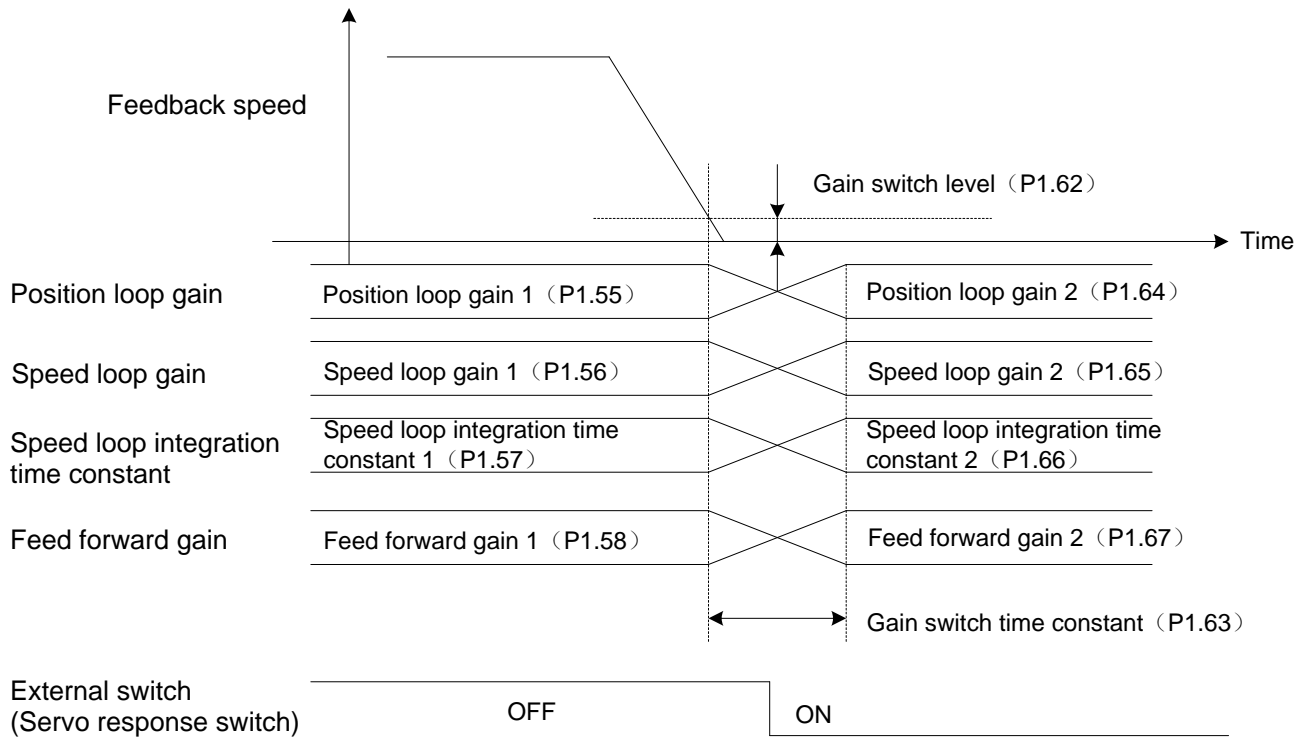 Feedback speed
Gain switch level（P1.62）
Time
Position loop gain
Position loop gain 1（P1.55）
Position loop gain 2（P1.64）
Speed loop gain
Speed loop gain 1（P1.56）
Speed loop gain 2（P1.65）
Speed loop integration
time constant
Speed loop integration time
constant 1（P1.57）
Speed loop integration time
constant 2（P1.66）
Feed forward gain
Feed forward gain 1（P1.58）
Feed forward gain 2（P1.67）
Gain switch time constant（P1.63）
External switch
(Servo response switch)
OFF
ON